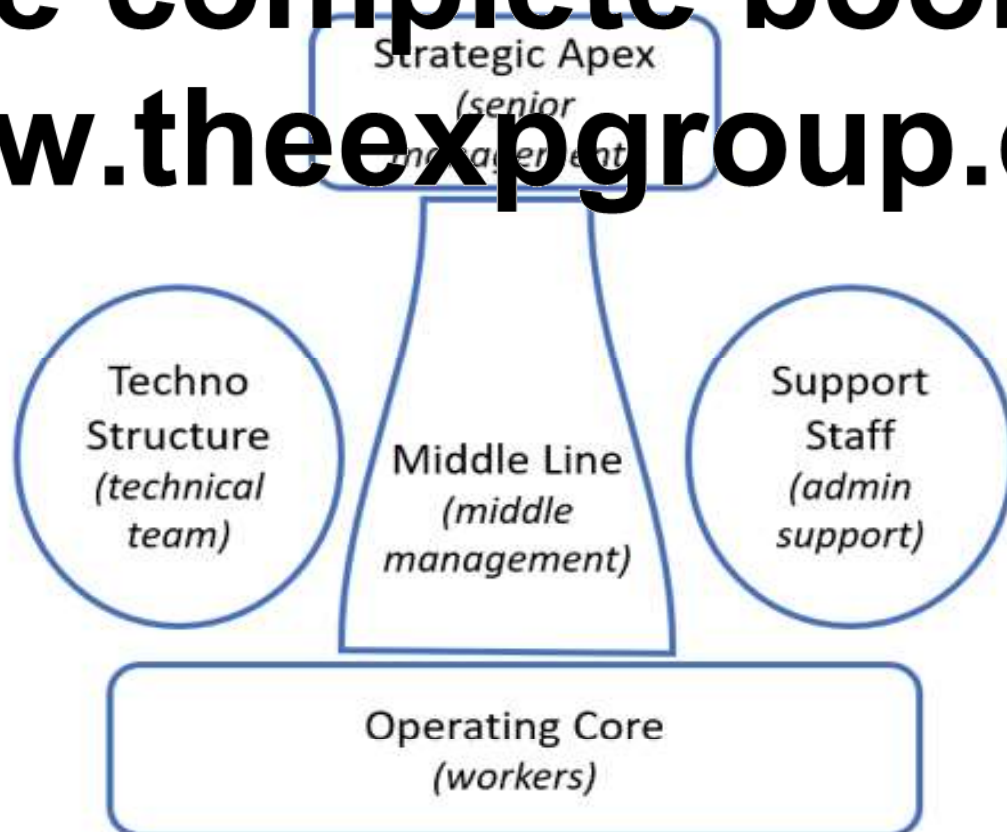 e complete boo
Strategic Apex
(senior
management)
w.theexpgroup.
Techno
Structure
(technical
team)
Middle Line
(middle
management)
Support
Staff
(admin
support)
Operating Core
(workers)